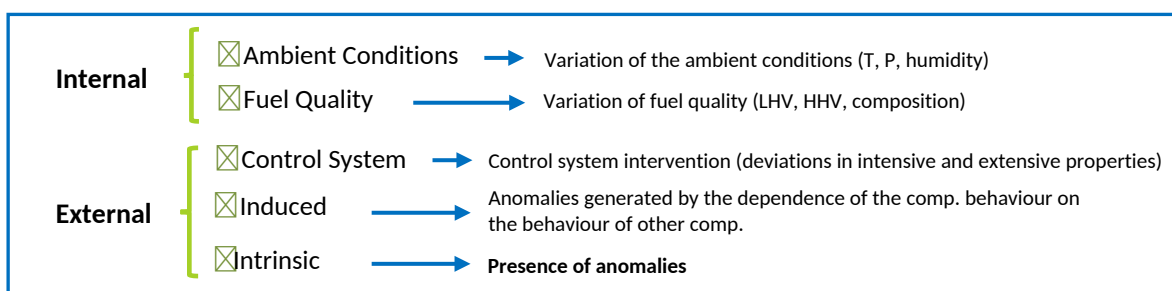 Internal
Ambient Conditions
Variation of the ambient conditions (T, P, humidity)
Fuel Quality
Variation of fuel quality (LHV, HHV, composition)
External
Control System
Control system intervention (deviations in intensive and extensive properties)
Induced
Anomalies generated by the dependence of the comp. behaviour on
the behaviour of other comp.
Intrinsic
Presence of anomalies